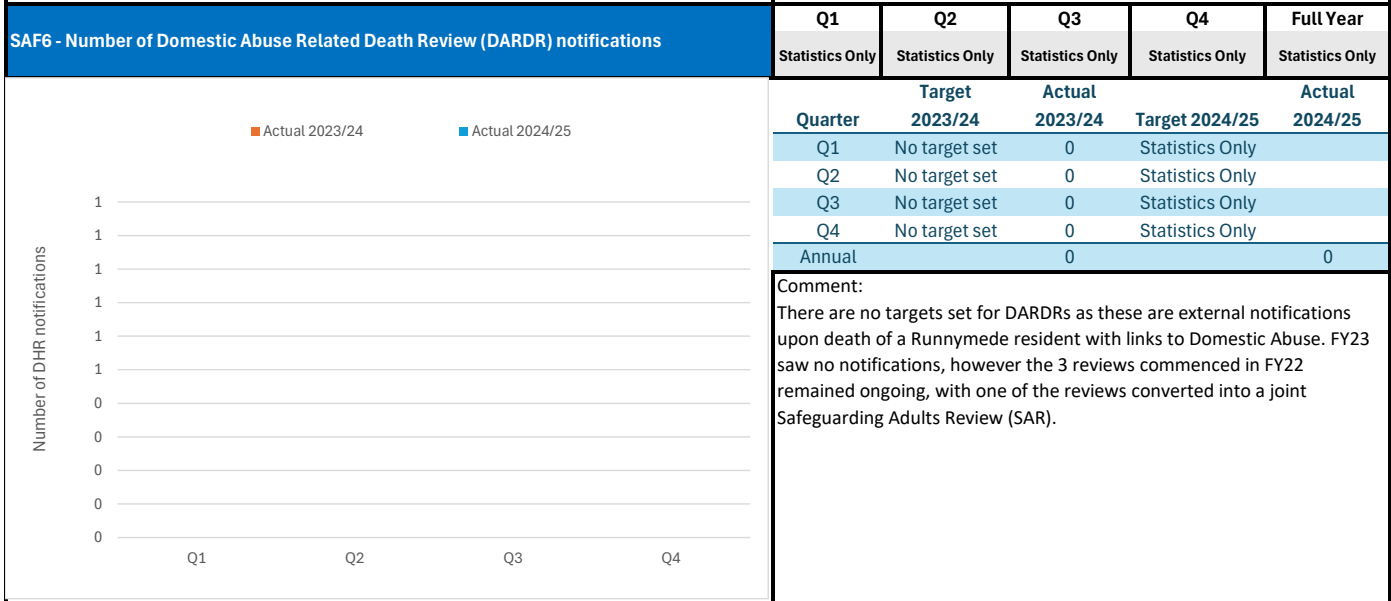 SAF6 - Number of Domestic Abuse Related Death Review (DARDR) notifications
Q1 Q2 Q3 Q4 Full Year
Statistics Only Statistics Only Statistics Only Statistics Only Statistics Only
Actual 2023/24 Actual 2024/25
Number of DHR notifications
1
1
1
1
1
1
0
0
0
0
0
Q1 Q2 Q3 Q4
Target Actual Actual
Quarter 2023/24 2023/24 Target 2024/25 2024/25
Q1 No target set 0 Statistics Only
Q2 No target set 0 Statistics Only
Q3 No target set 0 Statistics Only
Q4 No target set 0 Statistics Only
Annual 0 0
Comment:
There are no targets set for DARDRs as these are external notifications
upon death of a Runnymede resident with links to Domestic Abuse. FY23
saw no notifications, however the 3 reviews commenced in FY22
remained ongoing, with one of the reviews converted into a joint
Safeguarding Adults Review (SAR).